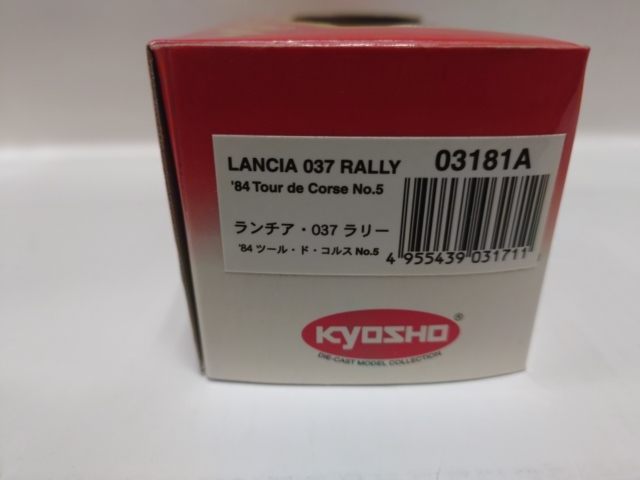 LANCIA 037 RALLY 03181A
'84 Tour de Corse No.5
ランチア・037 ラリー
'84 ツール・ド・コルス No.5
4 955439 031711
KYOSHO ®
DIE-CAST MODEL COLLECTION